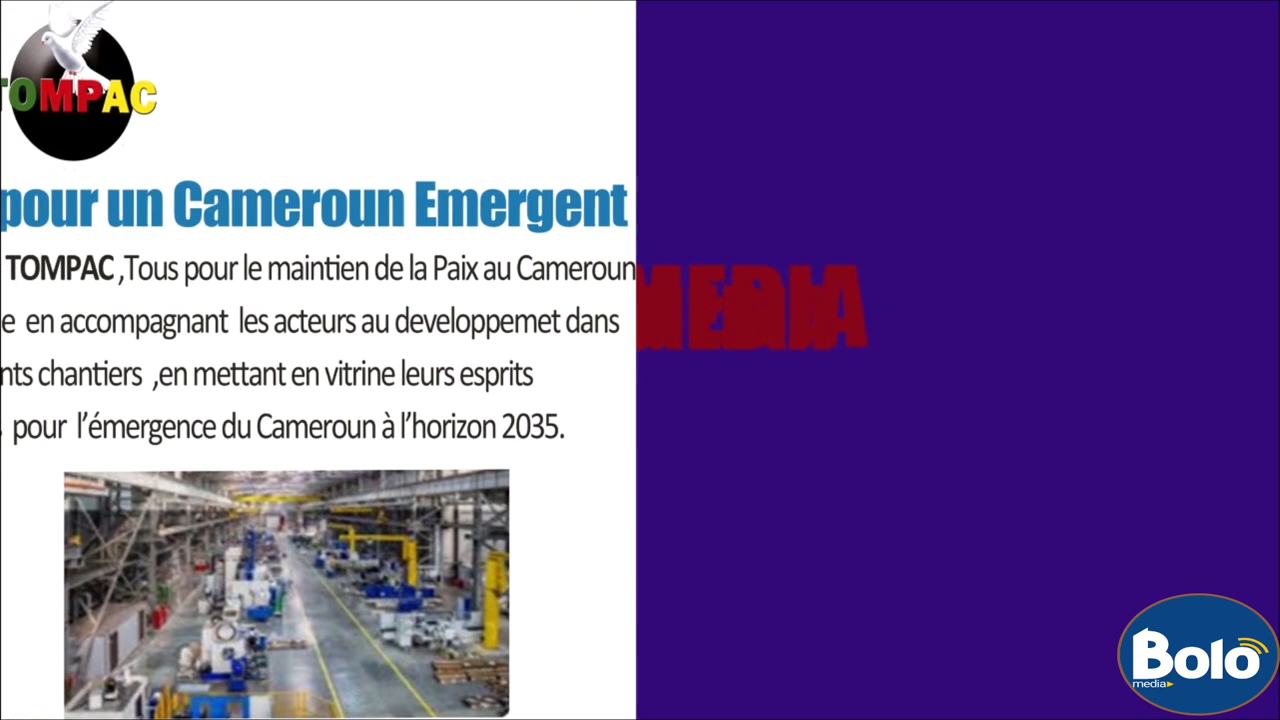 TOMPAC
pour un Cameroun Emergent
TOMPAC ,Tous pour le maintien de la Paix au Cameroun
e en accompagnant les acteurs au developpemet dans
nts chantiers ,en mettant en vitrine leurs esprits
pour l'émergence du Cameroun à l'horizon 2035.
MEDIA
Bolo
media